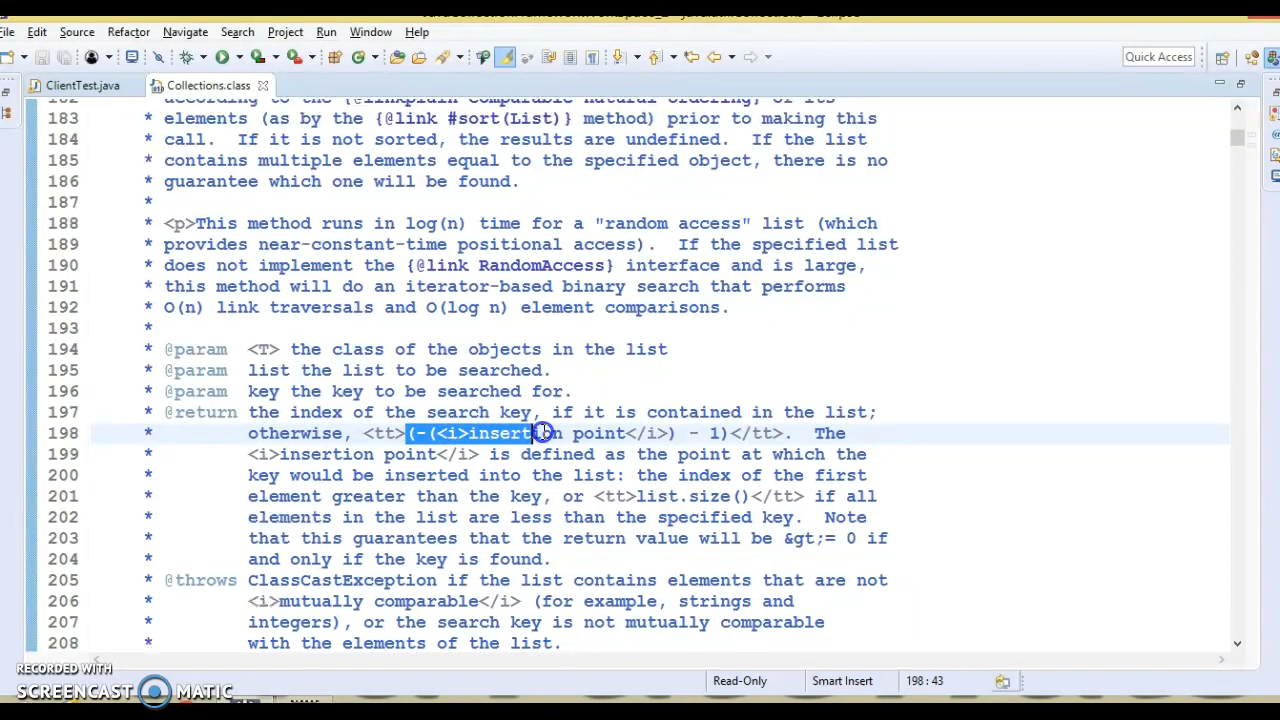 File Edit Source Refactor Navigate Search Project Run Window Help
Quick Access
ClientTest.java Collections.class
183 * elements (as by the {@link #sort(List)} method) prior to making this
184 * call. If it is not sorted, the results are undefined. If the list
185 * contains multiple elements equal to the specified object, there is no
186 * guarantee which one will be found.
187 *
188 * <p>This method runs in log(n) time for a "random access" list (which
189 * provides near-constant-time positional access). If the specified list
190 * does not implement the {@link RandomAccess} interface and is large,
191 * this method will do an iterator-based binary search that performs
192 * O(n) link traversals and O(log n) element comparisons.
193 *
194 * @param <T> the class of the objects in the list
195 * @param list the list to be searched.
196 * @param key the key to be searched for.
197 * @return the index of the search key, if it is contained in the list;
198 * otherwise, <tt>(-(<i>insertion point</i>) - 1)</tt>. The
199 * <i>insertion point</i> is defined as the point at which the
200 * key would be inserted into the list: the index of the first
201 * element greater than the key, or <tt>list.size()</tt> if all
202 * elements in the list are less than the specified key. Note
203 * that this guarantees that the return value will be &gt;= 0 if
204 * and only if the key is found.
205 * @throws ClassCastException if the list contains elements that are not
206 * <i>mutually comparable</i> (for example, strings and
207 * integers), or the search key is not mutually comparable
208 * with the elements of the list.
RECORDED WITH
SCREENCAST MATIC
Read-Only Smart Insert 198 : 43